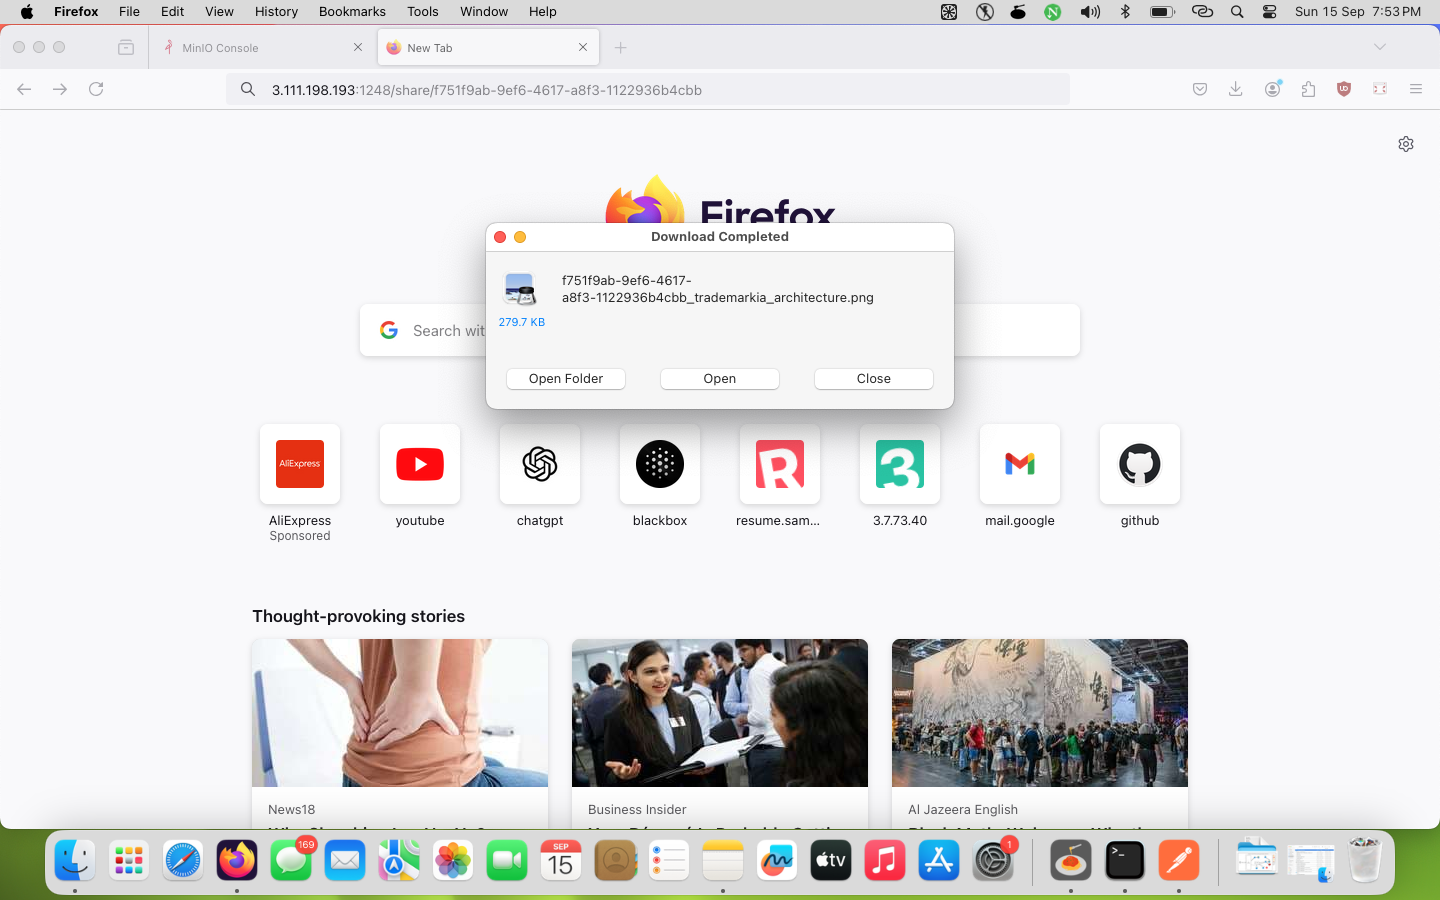 Firefox File Edit View History Bookmarks Tools Window Help
N
Sun 15 Sep 7:53 PM
MinIO Console
New Tab
3.111.198.193:1248/share/f751f9ab-9ef6-4617-a8f3-1122936b4cbb
Firefox
Download Completed
f751f9ab-9ef6-4617-
a8f3-1122936b4cbb_trademarkia_architecture.png
279.7 KB
Search wit
Open Folder
Open
Close
AliExpress
R
3
AliExpress
Sponsored
youtube
chatgpt
blackbox
resume.sam...
3.7.73.40
mail.google
github
Thought-provoking stories
News18
Business Insider
Al Jazeera English
169
SEP
15
tv
1
>_